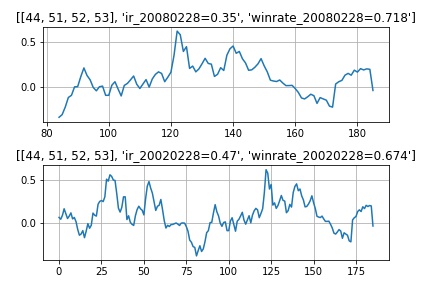 [[44, 51, 52, 53], 'ir_20080228=0.35', 'winrate_20080228=0.718']
0.5
0.0
80 100 120 140 160 180
[[44, 51, 52, 53], 'ir_20020228=0.47', 'winrate_20020228=0.674']
0.5
0.0
0 25 50 75 100 125 150 175